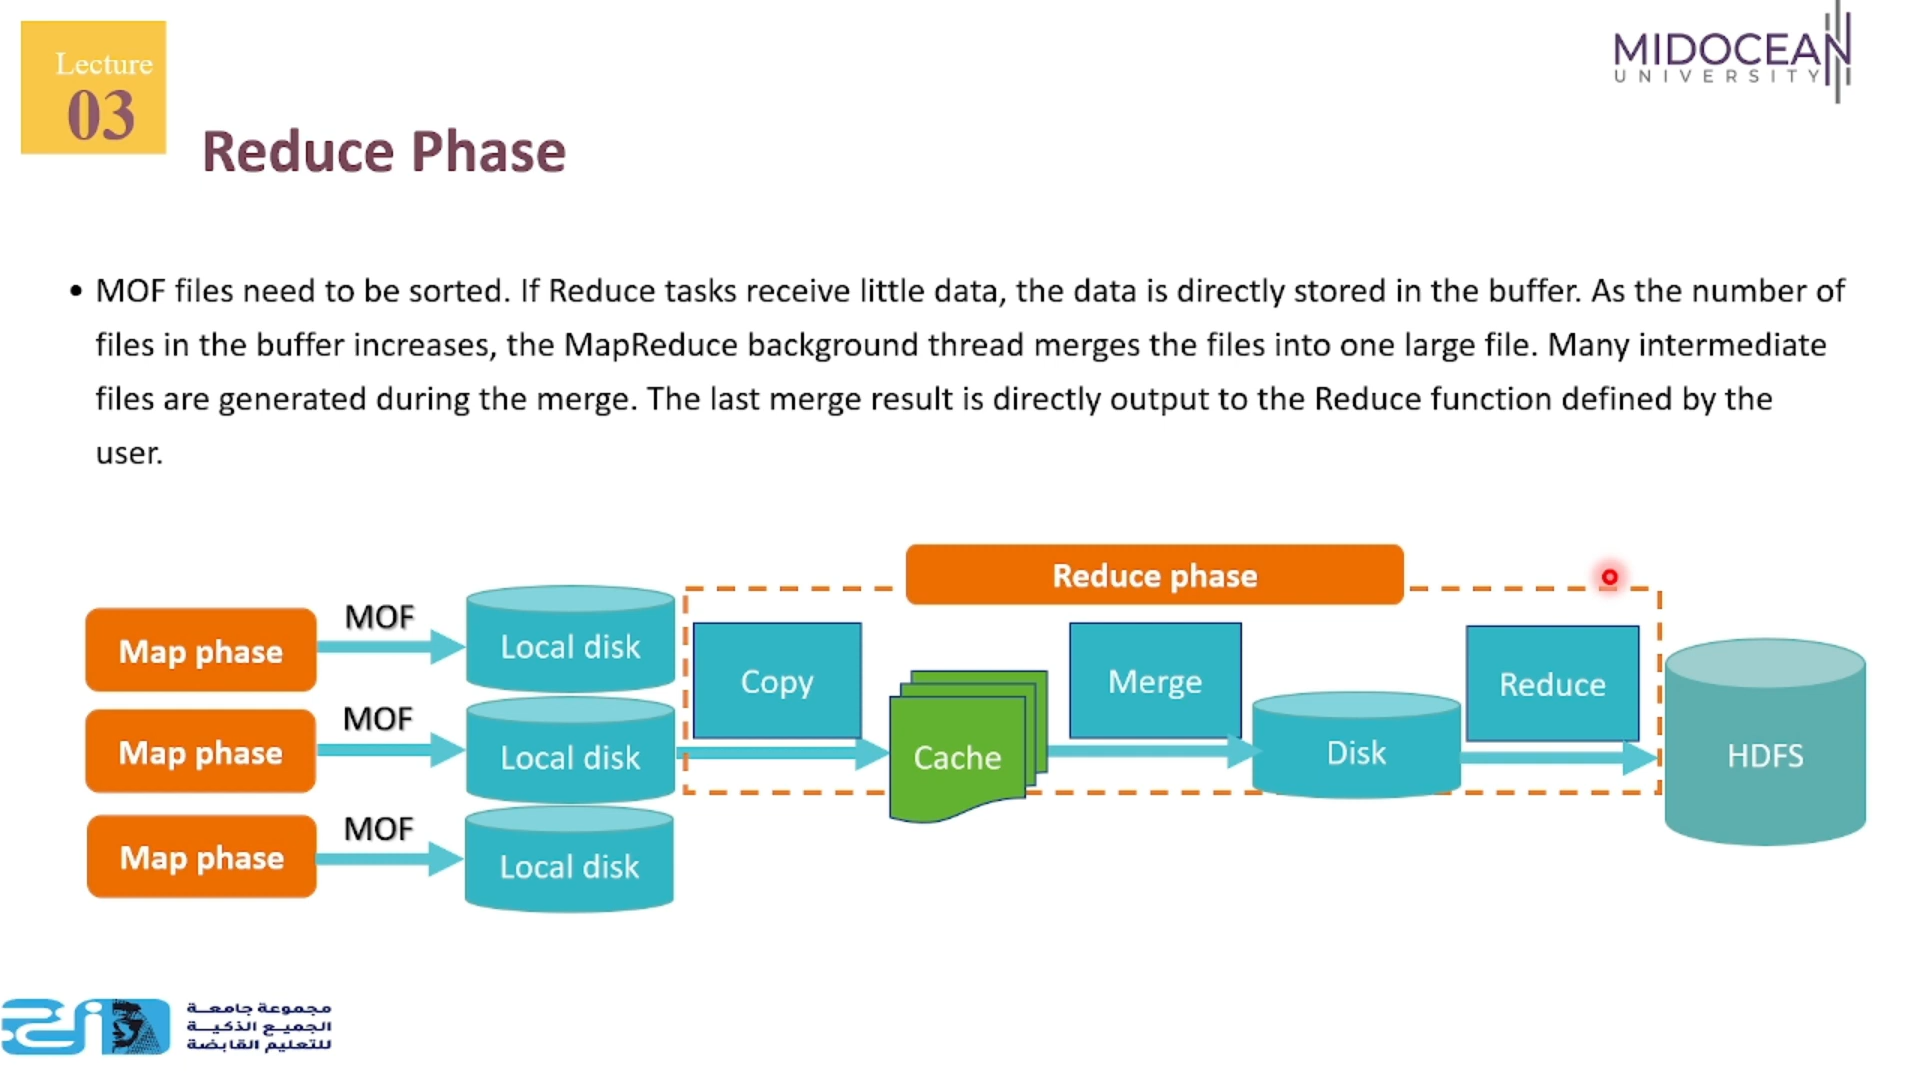 Lecture
03
MIDOCEAN
UNIVERSITY
Reduce Phase
• MOF files need to be sorted. If Reduce tasks receive little data, the data is directly stored in the buffer. As the number of
files in the buffer increases, the MapReduce background thread merges the files into one large file. Many intermediate
files are generated during the merge. The last merge result is directly output to the Reduce function defined by the
user.
Reduce phase
Map phase
MOF
Local disk
Map phase
MOF
Local disk
Map phase
MOF
Local disk
Copy
Cache
Merge
Disk
Reduce
HDFS
مجموعة جامعة
الجميع الذكية
للتعليم القابضة